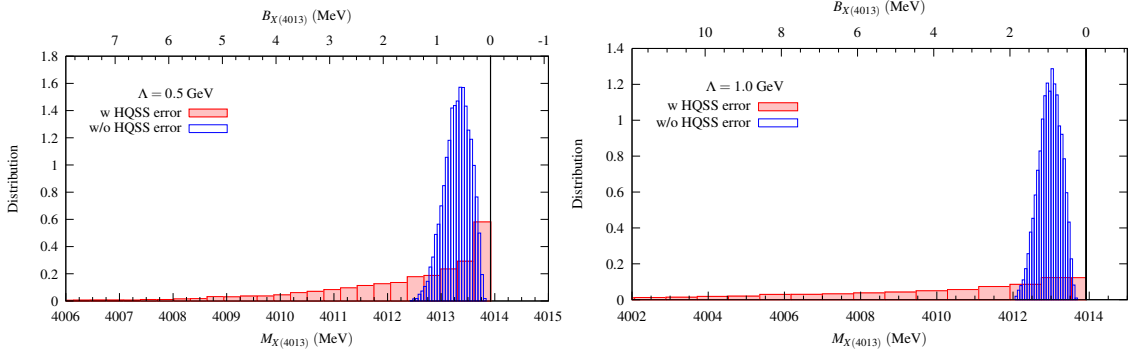 B_X(4013) (MeV)
7 6 5 4 3 2 1 0 -1
Distribution
1.8
1.6
1.4
1.2
1
0.8
0.6
0.4
0.2
0
Λ = 0.5 GeV
w HQSS error
w/o HQSS error
4006 4007 4008 4009 4010 4011 4012 4013 4014 4015
M_X(4013) (MeV)
B_X(4013) (MeV)
10 8 6 4 2 0
Distribution
1.4
1.2
1
0.8
0.6
0.4
0.2
0
Λ = 1.0 GeV
w HQSS error
w/o HQSS error
4002 4004 4006 4008 4010 4012 4014
M_X(4013) (MeV)